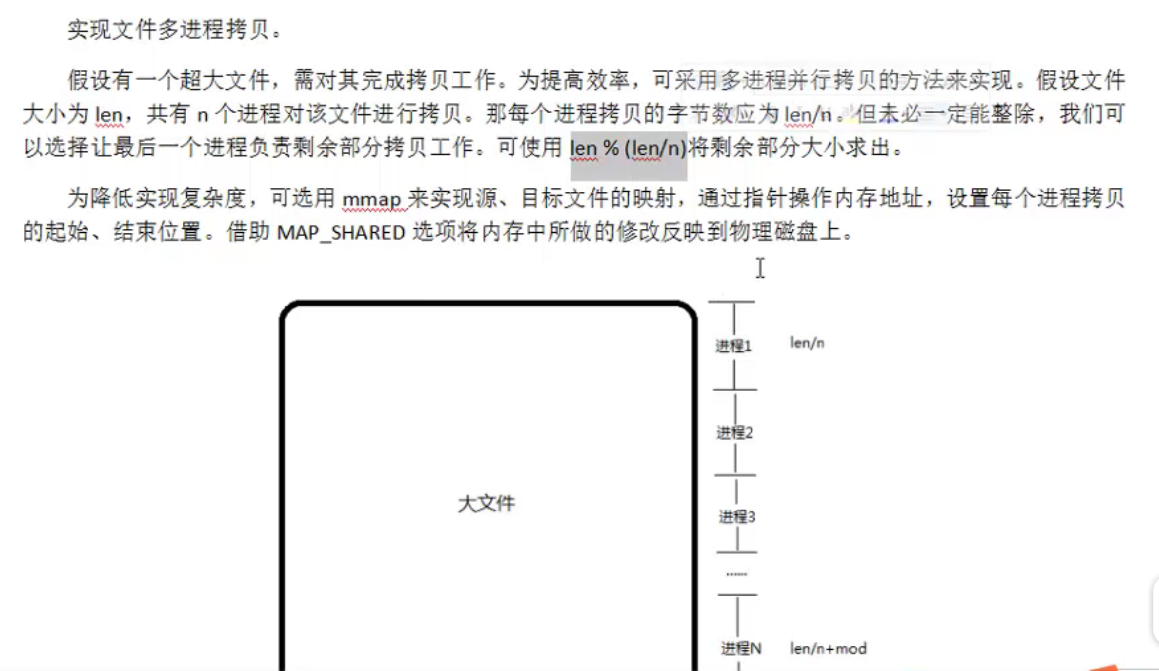 实现文件多进程拷贝。
假设有一个超大文件，需对其完成拷贝工作。为提高效率，可采用多进程并行拷贝的方法来实现。假设文件
大小为 len，共有 n 个进程对该文件进行拷贝。那每个进程拷贝的字节数应为 len/n。但未必一定能整除，我们可
以选择让最后一个进程负责剩余部分拷贝工作。可使用 len % (len/n)将剩余部分大小求出。
为降低实现复杂度，可选用 mmap 来实现源、目标文件的映射，通过指针操作内存地址，设置每个进程拷贝
的起始、结束位置。借助 MAP_SHARED 选项将内存中所做的修改反映到物理磁盘上。
进程1 len/n
进程2
大文件
进程3
......
进程N len/n+mod